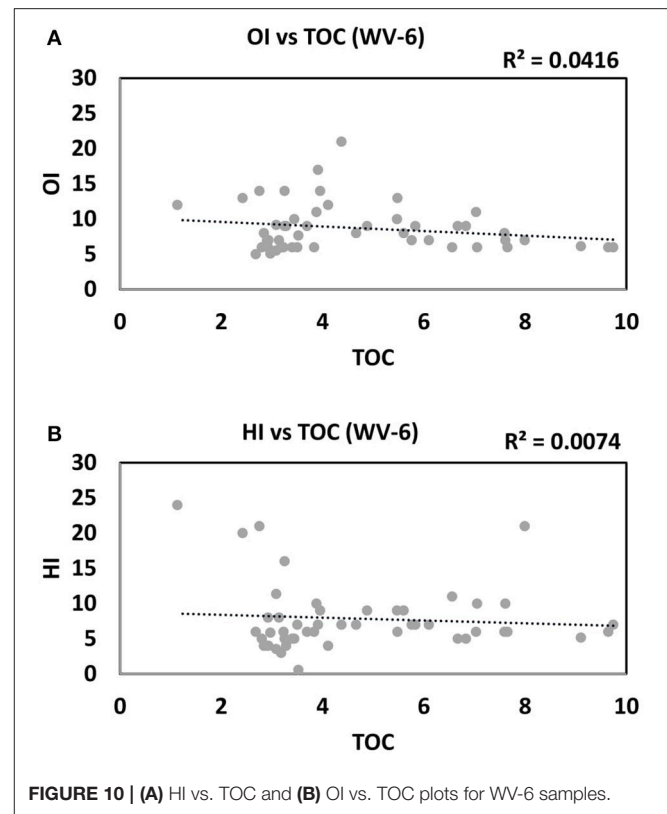 A
OI vs TOC (WV-6)
R² = 0.0416
30
25
20
15
10
5
0
OI
0 2 4 6 8 10
TOC
B
HI vs TOC (WV-6)
R² = 0.0074
30
25
20
15
10
5
0
HI
0 2 4 6 8 10
TOC
FIGURE 10 | (A) HI vs. TOC and (B) OI vs. TOC plots for WV-6 samples.